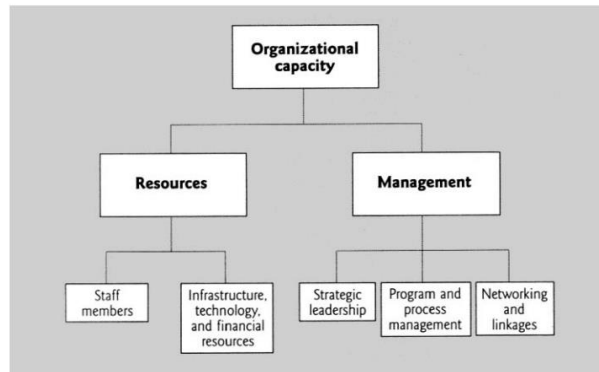 Organizational
capacity
Resources
Management
Staff
members
Infrastructure,
technology,
and financial
resources
Strategic
leadership
Program and
process
management
Networking
and
linkages